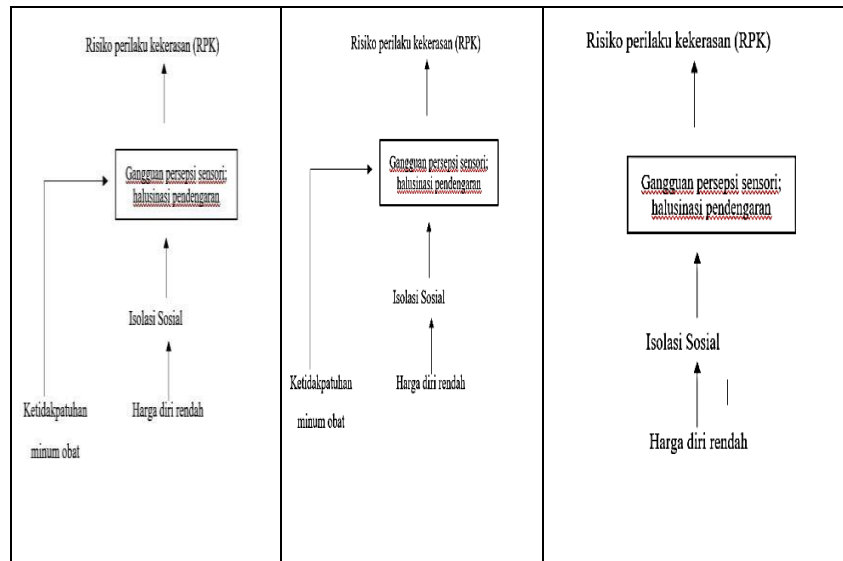 Risiko perilaku kekerasan (RPK)
Gangguan persepsi sensori;
halusinasi pendengaran
Isolasi Sosial
Ketidakpatuhan
minum obat
Harga diri rendah
Risiko perilaku kekerasan (RPK)
Gangguan persepsi sensori;
halusinasi pendengaran
Isolasi Sosial
Ketidakpatuhan
minum obat
Harga diri rendah
Risiko perilaku kekerasan (RPK)
Gangguan persepsi sensori;
halusinasi pendengaran
Isolasi Sosial
Harga diri rendah